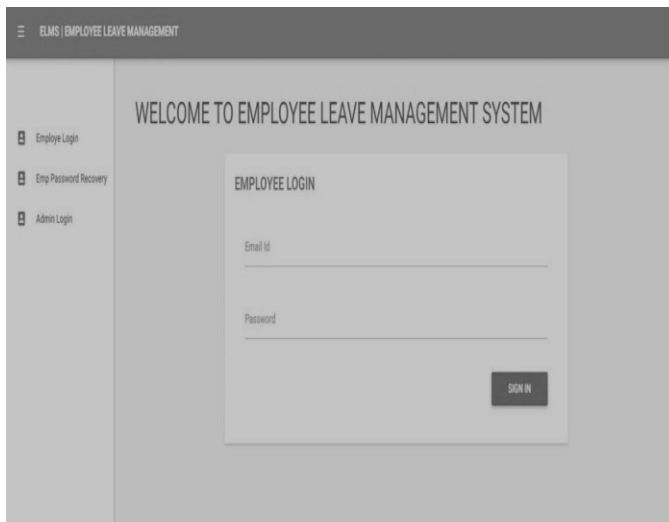 ELMS | EMPLOYEE LEAVE MANAGEMENT
Employe Login
Emp Password Recovery
Admin Login
WELCOME TO EMPLOYEE LEAVE MANAGEMENT SYSTEM
EMPLOYEE LOGIN
Email Id
Password
SIGN IN